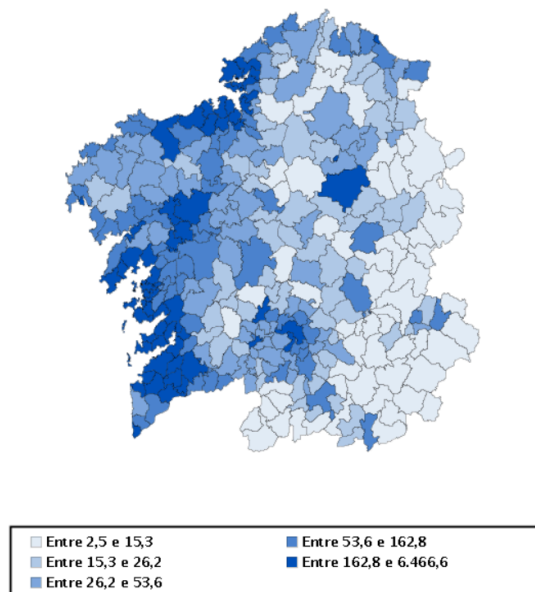 Entre 2,5 e 15,3
Entre 15,3 e 26,2
Entre 26,2 e 53,6
Entre 53,6 e 162,8
Entre 162,8 e 6.466,6